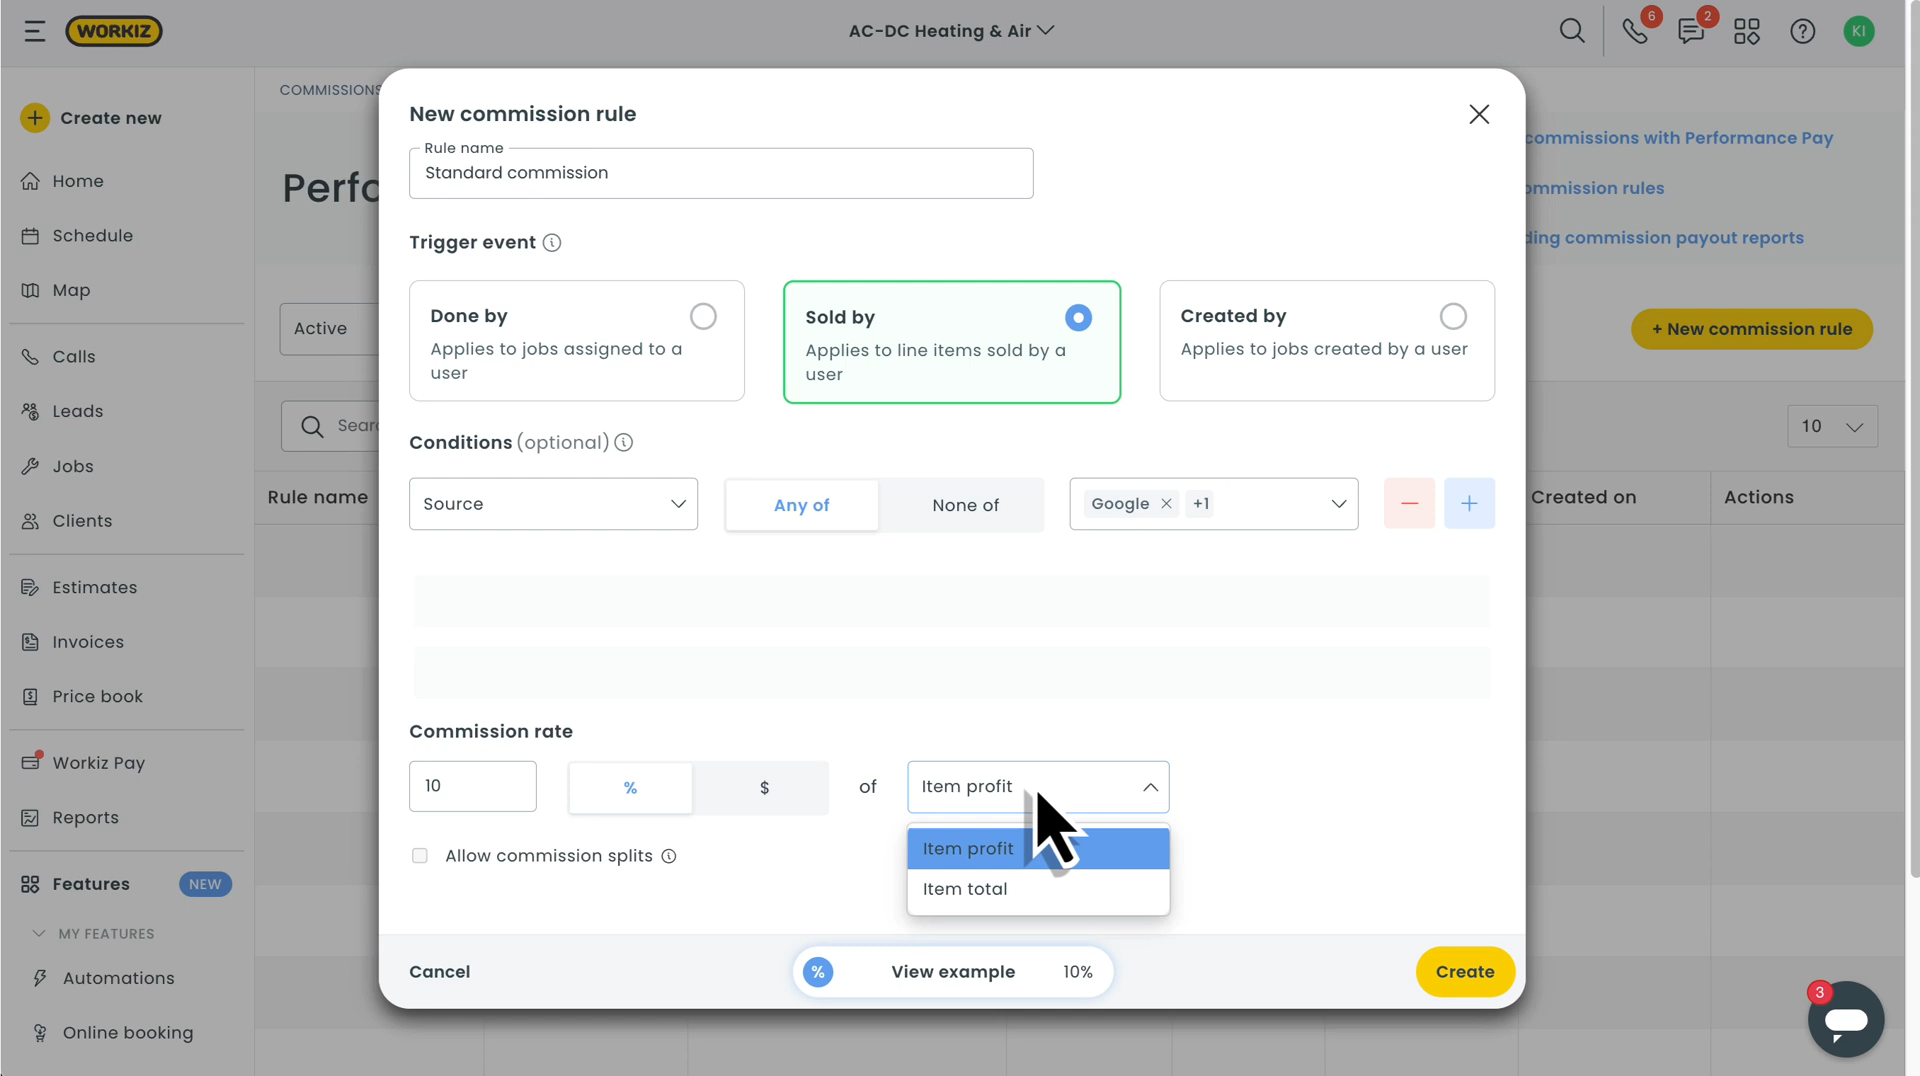 WORKIZ
AC-DC Heating & Air
6
2
KI
Create new
Home
Schedule
Map
Calls
Leads
Jobs
Clients
Estimates
Invoices
Price book
Workiz Pay
Reports
Features
NEW
MY FEATURES
Automations
Online booking
COMMISSIONS
Perfo
Active
Sear
commissions with Performance Pay
ommission rules
ding commission payout reports
+ New commission rule
10
Rule name
Created on
Actions
New commission rule
Rule name
Standard commission
Trigger event
Done by
Applies to jobs assigned to a
user
Sold by
Applies to line items sold by a
user
Created by
Applies to jobs created by a user
Conditions (optional)
Source
Any of
None of
Google
+1
Commission rate
10
%
$
of
Item profit
Item profit
Item total
Allow commission splits
Cancel
%
View example
10%
Create
3